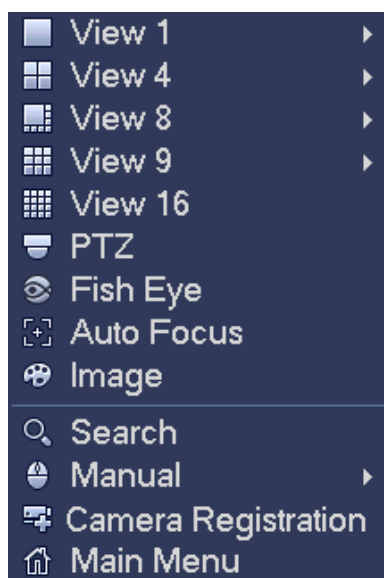 View 1
View 4
View 8
View 9
View 16
PTZ
Fish Eye
Auto Focus
Image
Search
Manual
Camera Registration
Main Menu